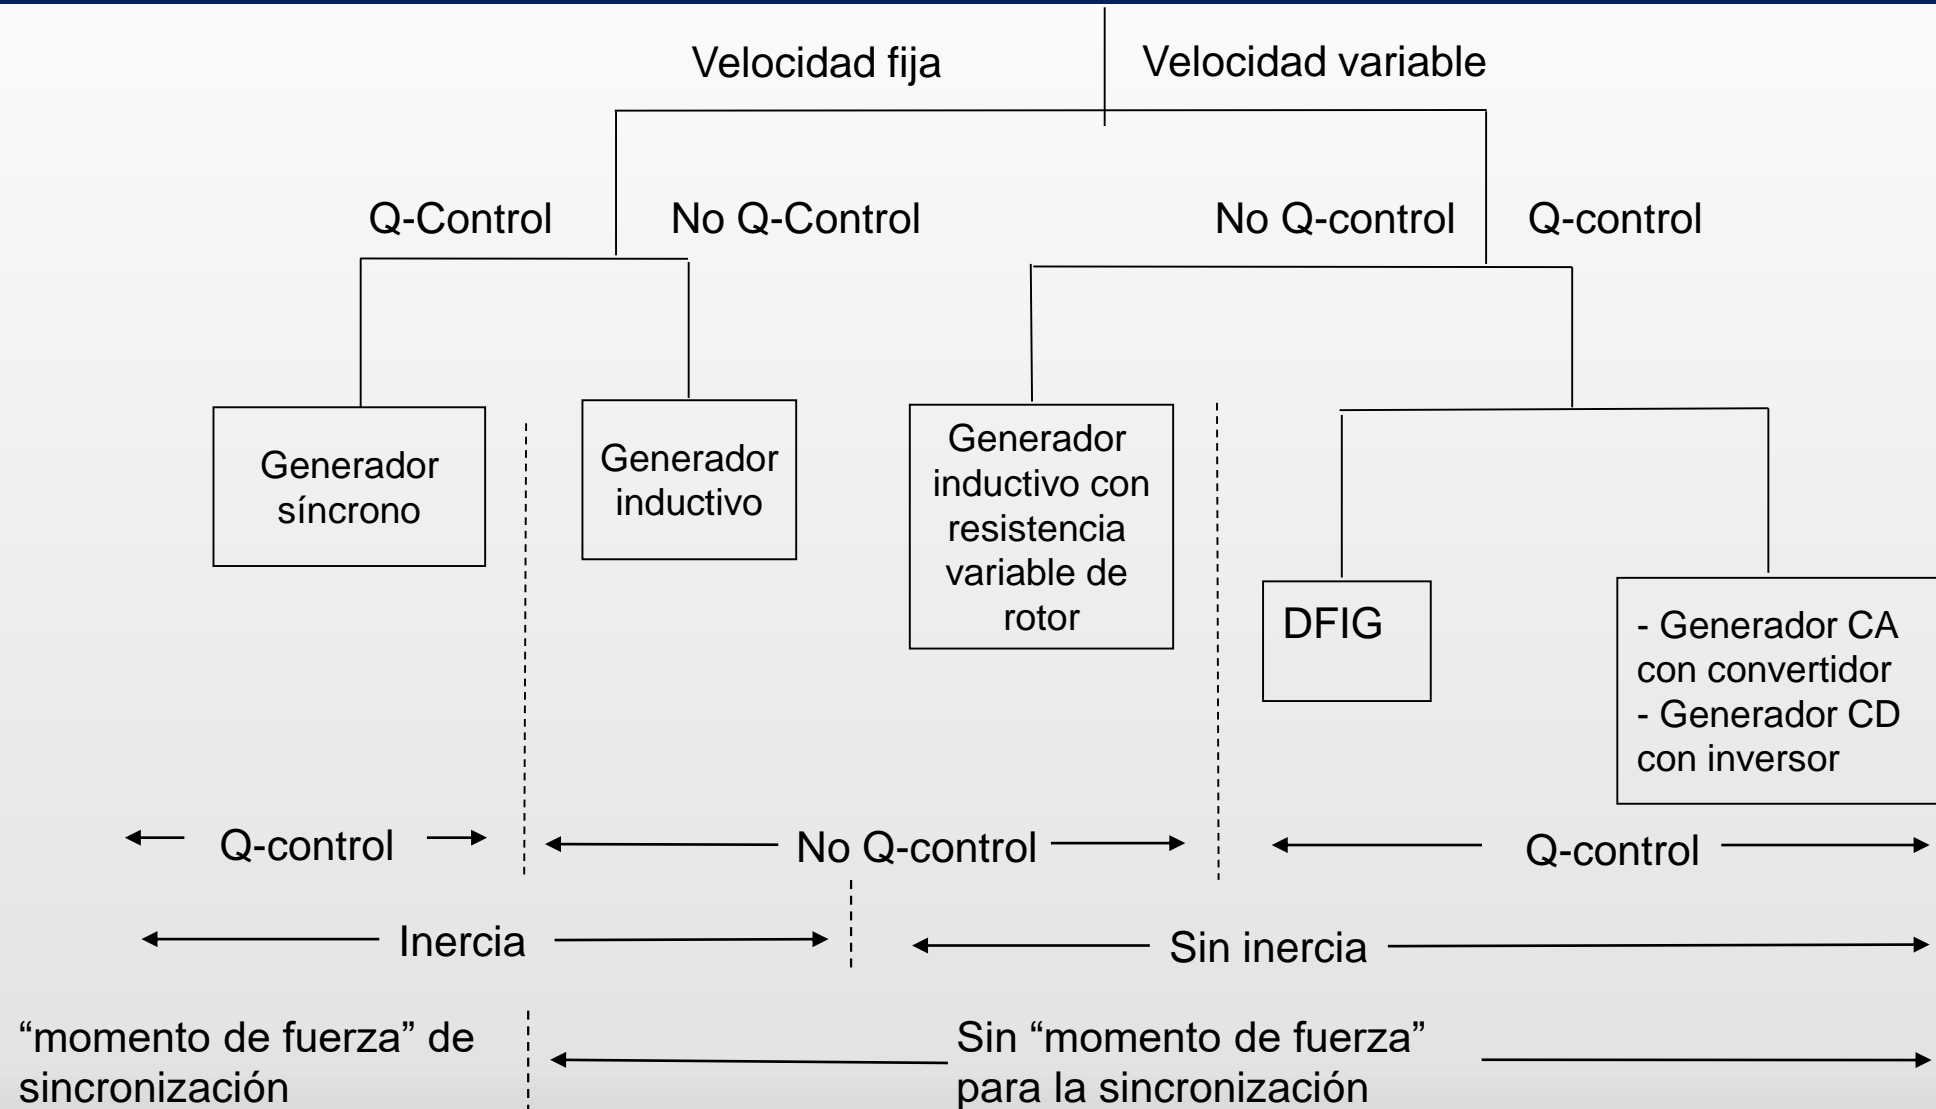 Velocidad fija
Velocidad variable
Q-Control
No Q-Control
No Q-control
Q-control
Generador
síncrono
Generador
inductivo
Generador
inductivo con
resistencia
variable de
rotor
DFIG
- Generador CA
con convertidor
- Generador CD
con inversor
Q-control
No Q-control
Q-control
Inercia
Sin inercia
“momento de fuerza” de
sincronización
Sin “momento de fuerza”
para la sincronización